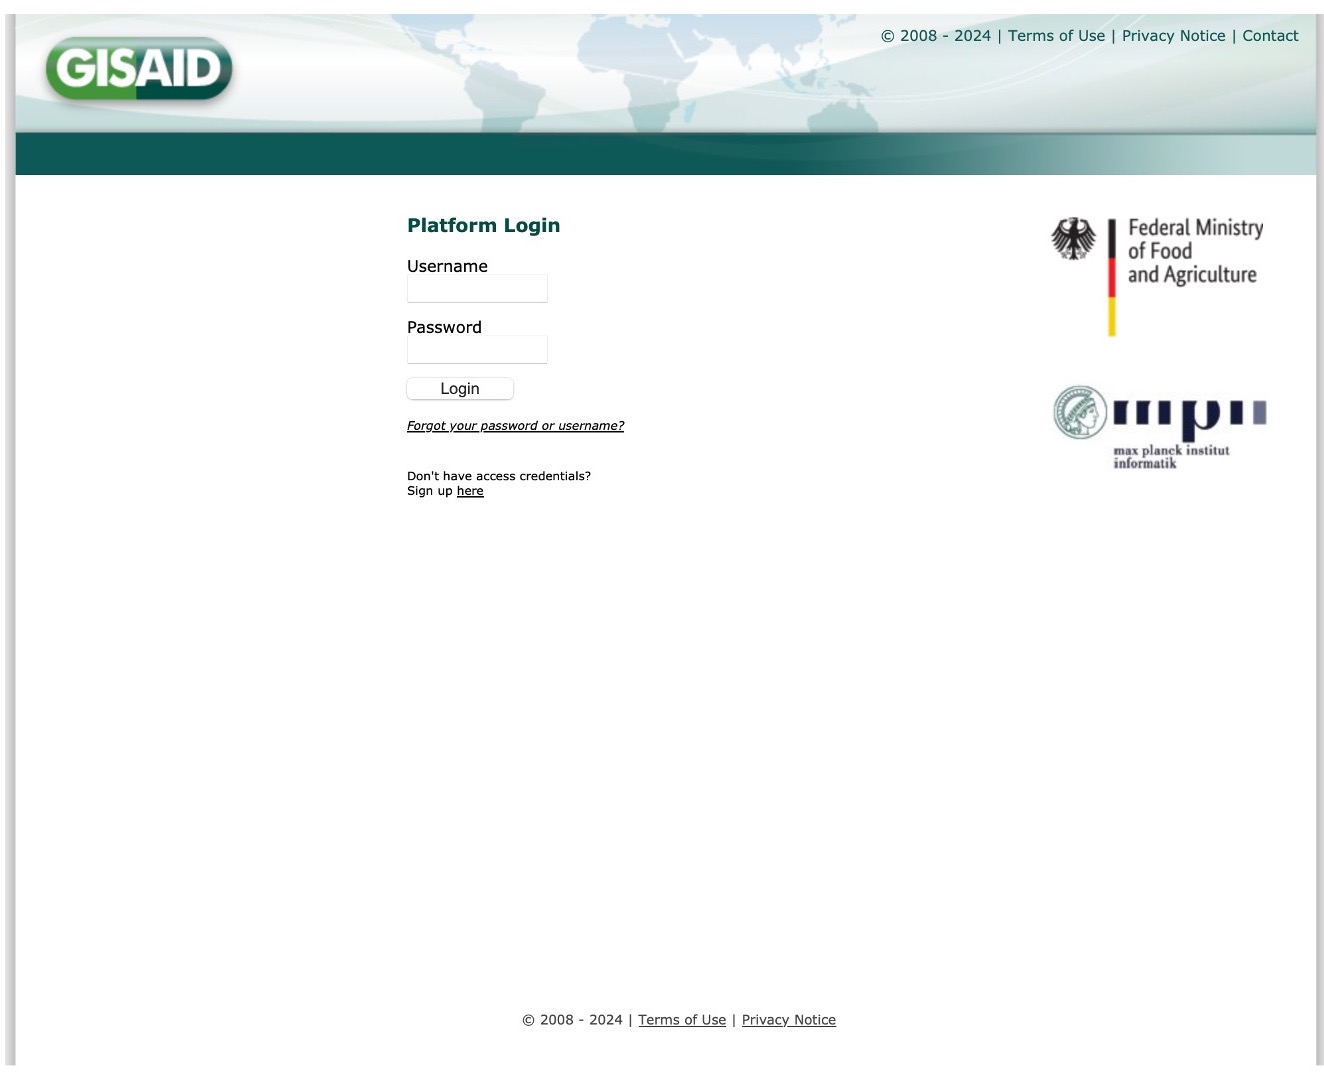 GISAID
© 2008 - 2024 | Terms of Use | Privacy Notice | Contact
Platform Login
Username
Password
Login
Forgot your password or username?
Don't have access credentials?
Sign up here
Federal Ministry
of Food
and Agriculture
mpii
max planck institut
informatik
© 2008 - 2024 | Terms of Use | Privacy Notice